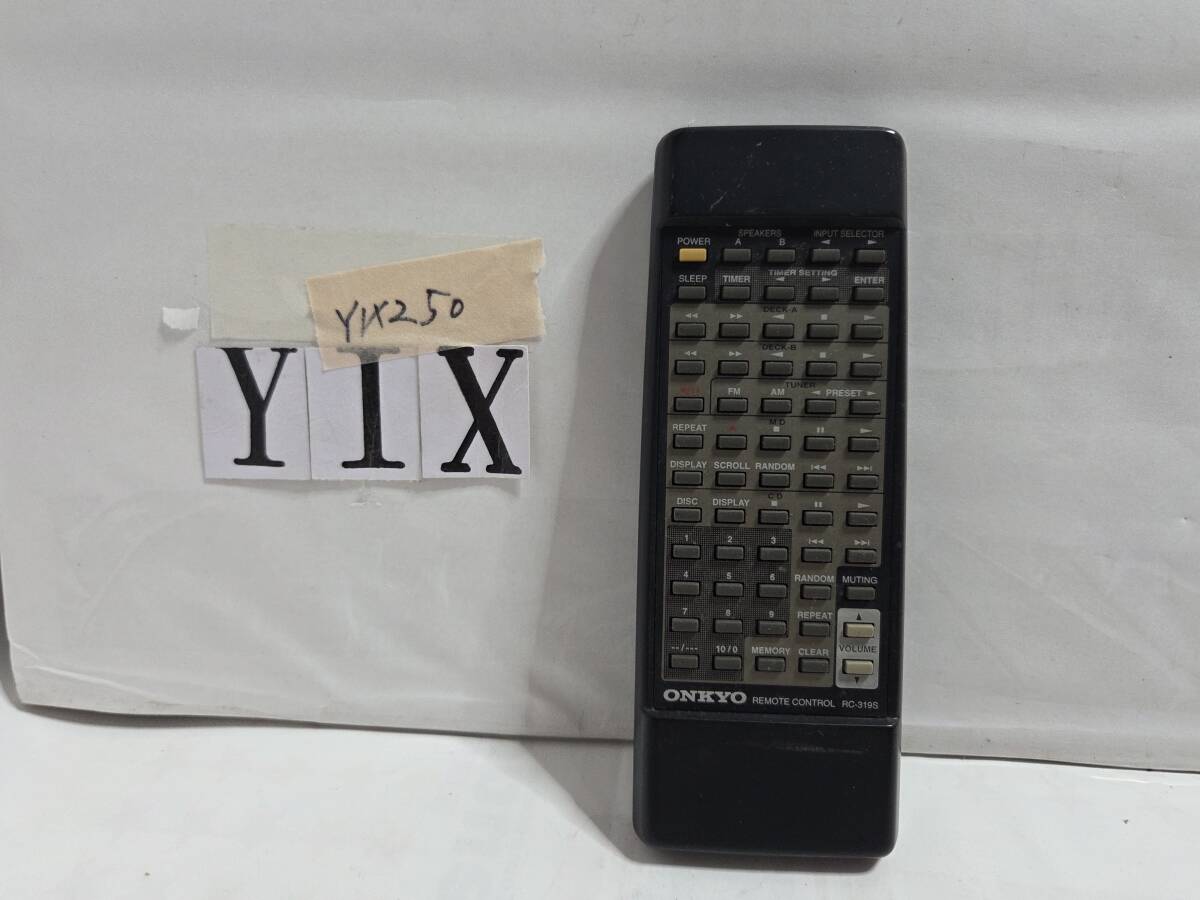 YIX250
YIX
SPEAKERS INPUT SELECTOR
POWER A B ◄ ►
TIMER SETTING
SLEEP TIMER ◄ ► ENTER
DECK-A
◄◄ ►► ◄ ■ ►
DECK-B
◄◄ ►► ◄ ■ ►
TUNER
FM AM ◄ PRESET ►
MD
REPEAT ● ■ ▮▮ ►
DISPLAY SCROLL RANDOM I◄◄ ►►I
CD
DISC DISPLAY ■ ▮▮ ►
1 2 3 I◄◄ ►►I
4 5 6 RANDOM MUTING
7 8 9 REPEAT ▲
--/--- 10/0 MEMORY CLEAR VOLUME
▼
ONKYO REMOTE CONTROL RC-319S